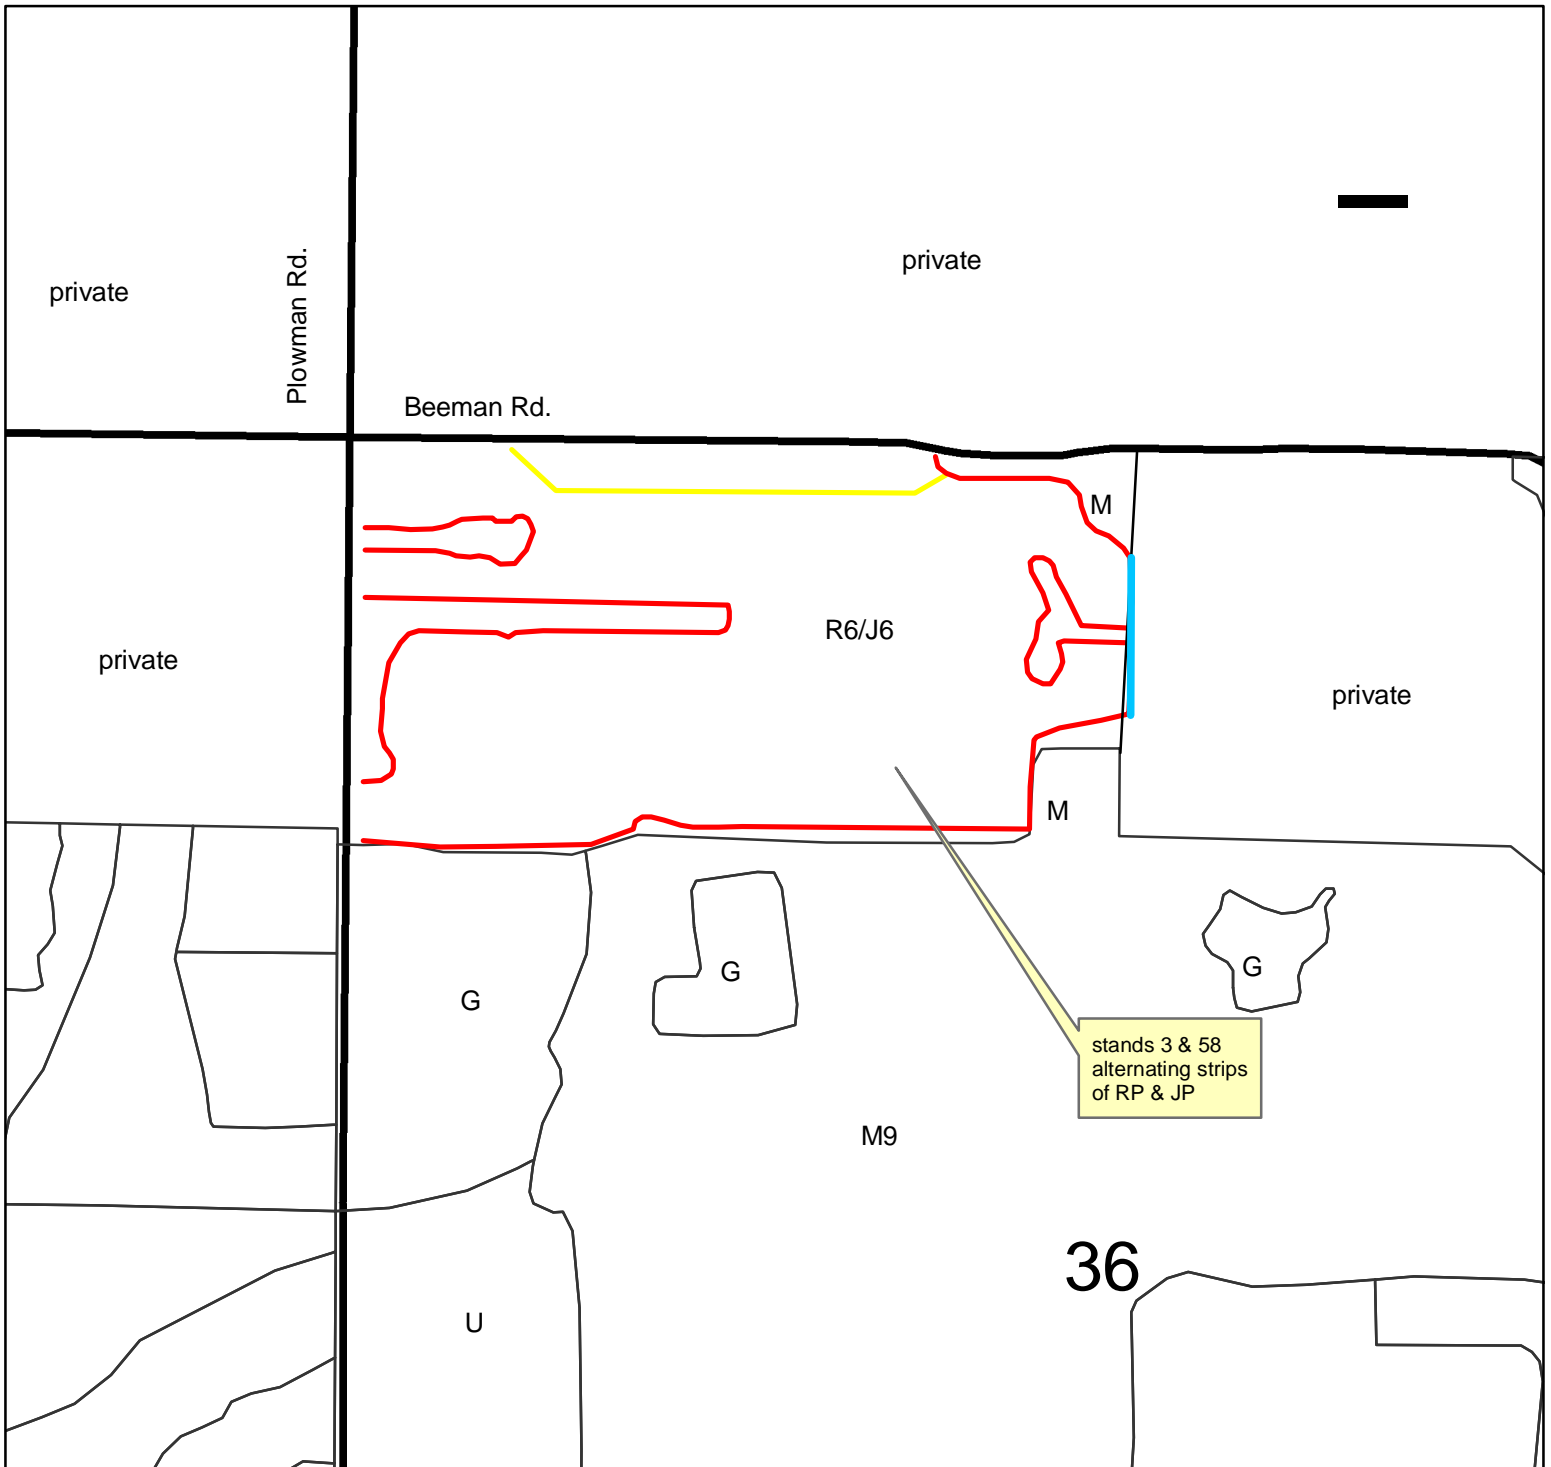 private
private
Plowman Rd.
Beeman Rd.
M
R6/J6
private
private
M
G
G
G
stands 3 & 58
alternating strips
of RP & JP
M9
36
U